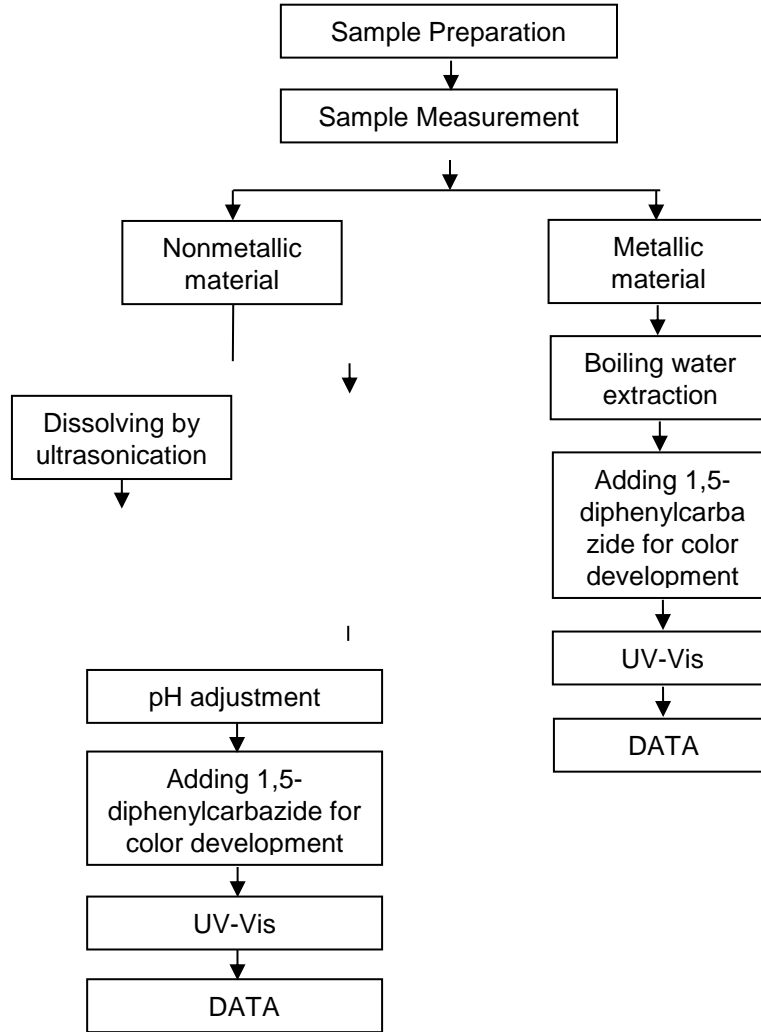 Sample Preparation
Sample Measurement
Nonmetallic
material
Metallic
material
Boiling water
extraction
Dissolving by
ultrasonication
Adding 1,5-
diphenylcarba
zide for color
development
UV-Vis
DATA
pH adjustment
Adding 1,5-
diphenylcarbazide for
color development
UV-Vis
DATA